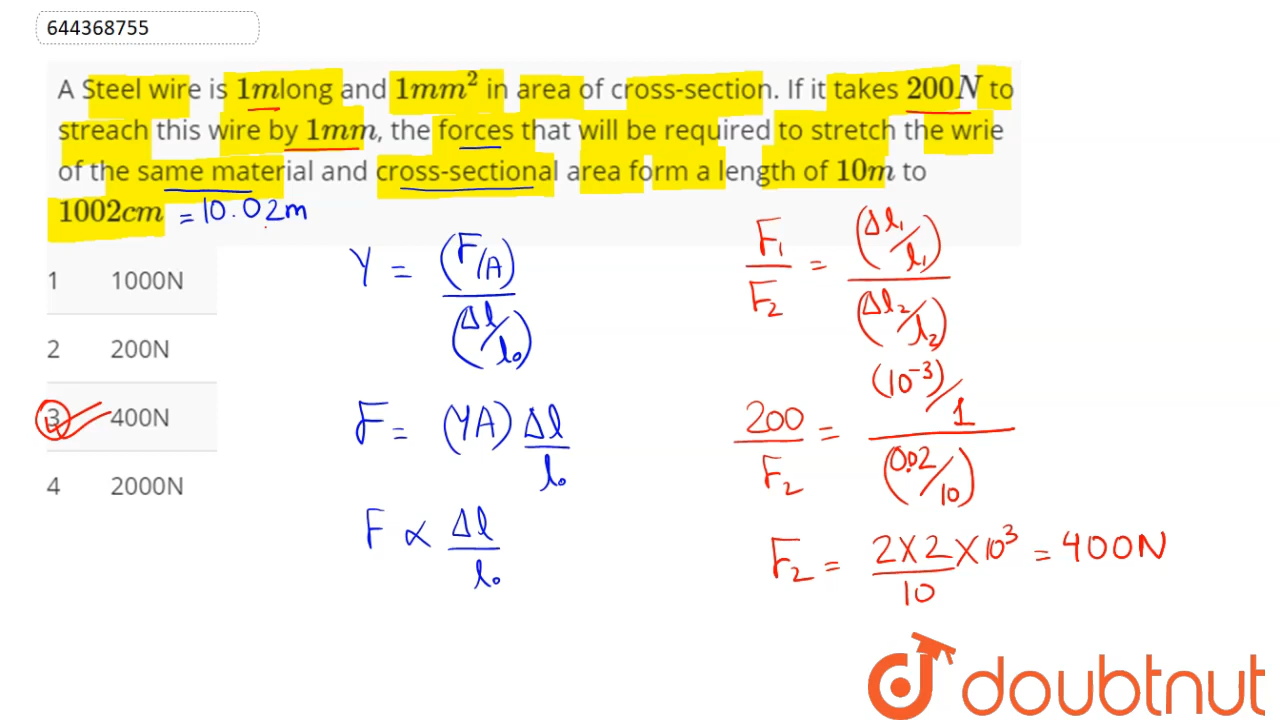 644368755
A Steel wire is 1mlong and 1mm² in area of cross-section. If it takes 200N to
streach this wire by 1mm, the forces that will be required to stretch the wrie
of the same material and cross-sectional area form a length of 10m to
1002cm = 10.02m
1 1000N
2 200N
3 400N
4 2000N
Y = (F/A)/(Δl/l₀)
F = (YA) Δl/l₀
F ∝ Δl/l₀
F₁/F₂ = (Δl₁/l₁)/(Δl₂/l₂)
200/F₂ = (10⁻³)/1/(0.02/10)
F₂ = 2×2/10 × 10³ = 400N
doubtnut